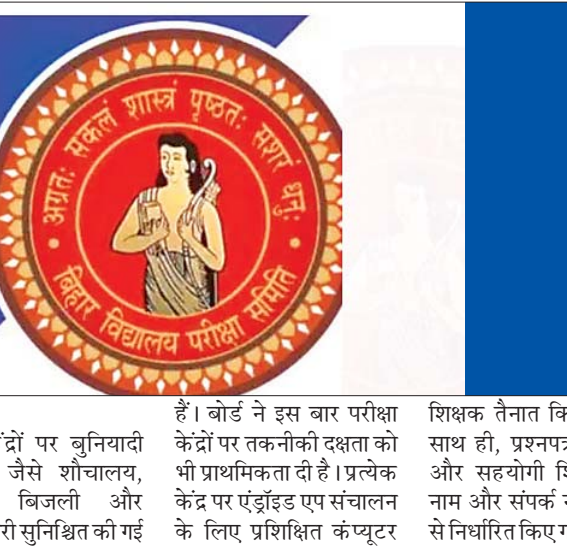 अग्रतः सकलं शास्त्रं पृष्ठतः सशरं धनुः
बिहार विद्यालय परीक्षा समिति
द्रों पर बुनियादी
जैसे शौचालय,
बिजली और
री सुनिश्चित की गई
हैं। बोर्ड ने इस बार परीक्षा
केंद्रों पर तकनीकी दक्षता को
भी प्राथमिकता दी है। प्रत्येक
केंद्र पर एंड्रॉइड एप संचालन
के लिए प्रशिक्षित कंप्यूटर
शिक्षक तैनात कि
साथ ही, प्रश्नपत्र
और सहयोगी शि
नाम और संपर्क
से निर्धारित किए ग